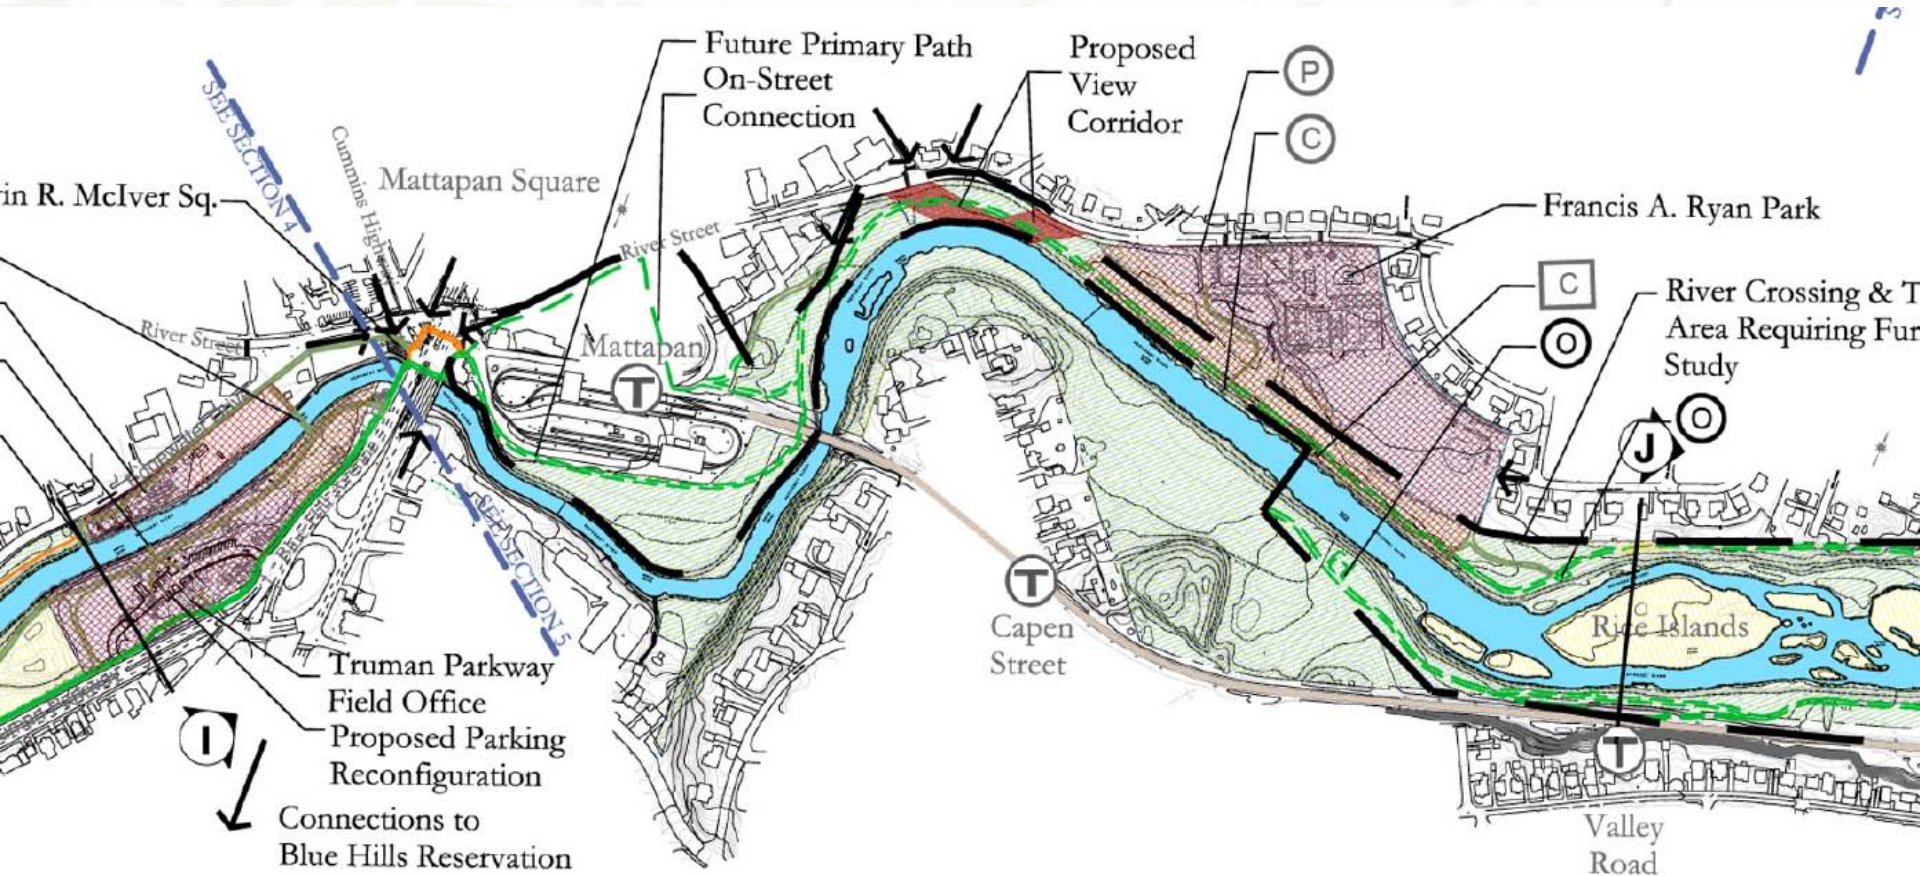 Future Primary Path
On-Street
Connection
Proposed
View
Corridor
P
C
SEE SECTION 4
Cummins High
Mattapan Square
in R. McIver Sq.
River Street
Francis A. Ryan Park
C
O
River Crossing & T
Area Requiring Fur
Study
River Street
Mattapan
T
J
O
SEE SECTION 5
T
Capen
Street
Rice Islands
Truman Parkway
Field Office
Proposed Parking
Reconfiguration
I
Connections to
Blue Hills Reservation
T
Valley
Road